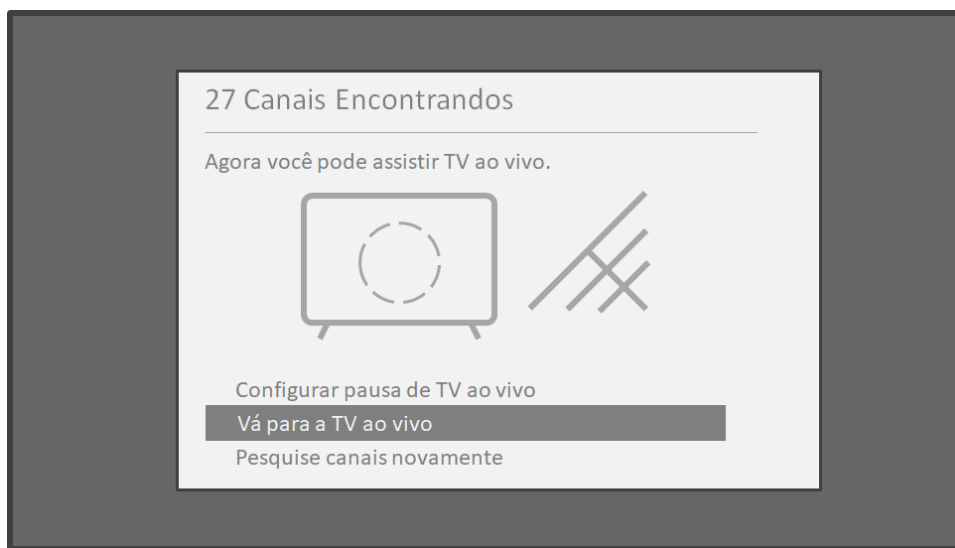 27 Canais Encontrandos
Agora você pode assistir TV ao vivo.
Configurar pausa de TV ao vivo
Vá para a TV ao vivo
Pesquise canais novamente